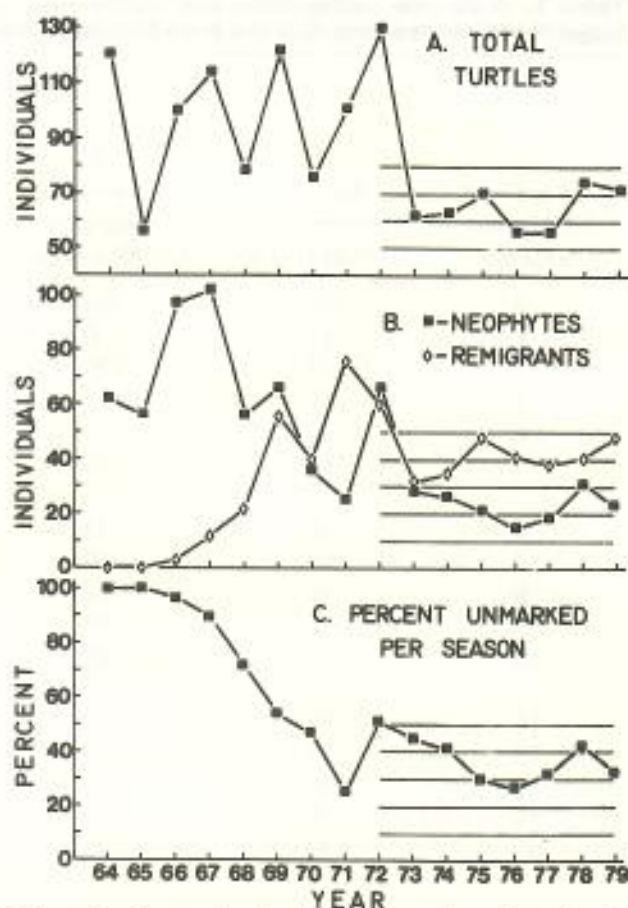 130
110
90
70
50
INDIVIDUALS
A. TOTAL
TURTLES
100
80
60
40
20
0
INDIVIDUALS
B. ■-NEOPHYTES
◊-REMIGRANTS
100
80
60
40
20
0
PERCENT
C. PERCENT UNMARKED
PER SEASON
64 65 66 67 68 69 70 71 72 73 74 75 76 77 78 79
YEAR